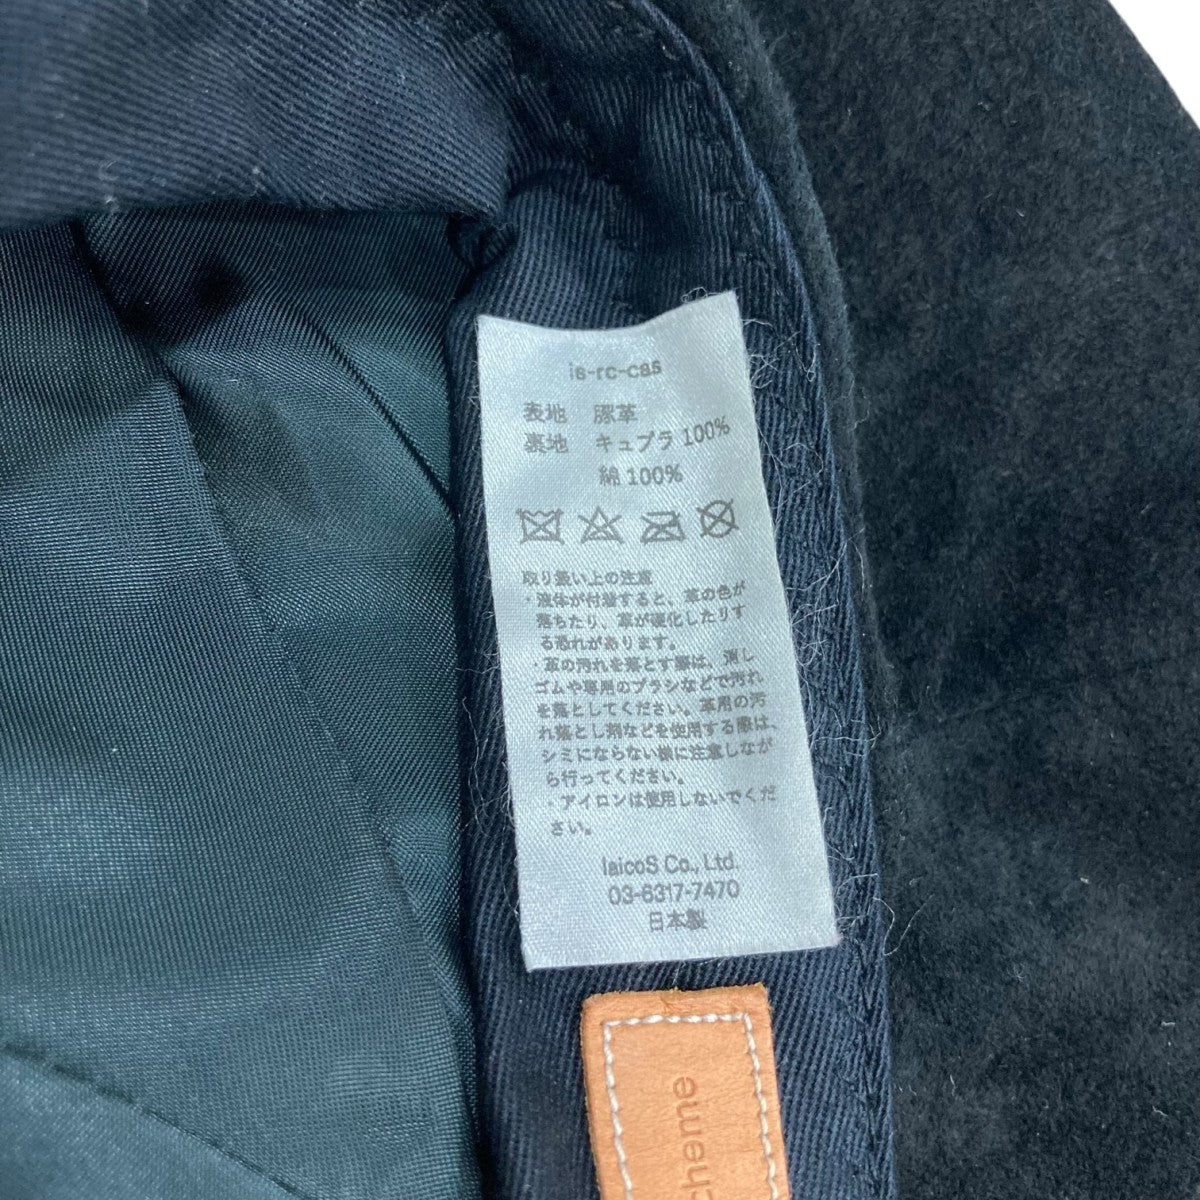 is-rc-cas
表地 豚革
裏地 キュプラ 100%
綿 100%
取り扱い上の注意
・液体が付着すると、革の色が
落ちたり、革が硬化したりす
る恐れがあります。
・革の汚れを落とす際は、消し
ゴムや専用のブラシなどで汚れ
を落としてください。革用の汚
れ落とし剤などを使用する際は、
シミにならない様に注意しなが
ら行ってください。
・アイロンは使用しないでくだ
さい。
laicoS Co., Ltd.
03-6317-7470
日本製
cheme